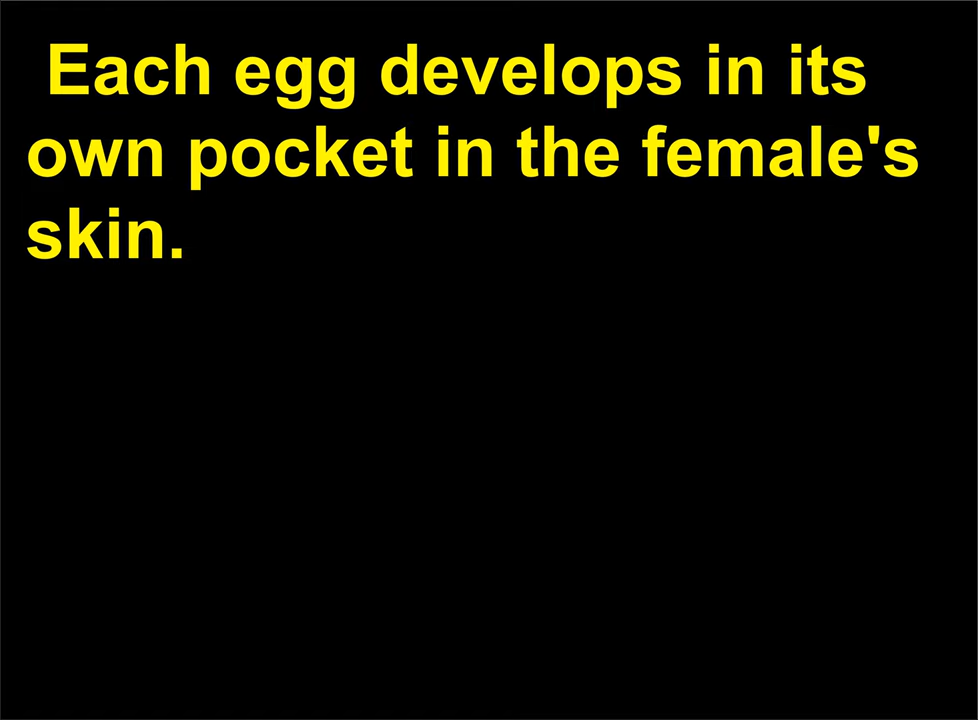 Each egg develops in its
own pocket in the female's
skin.